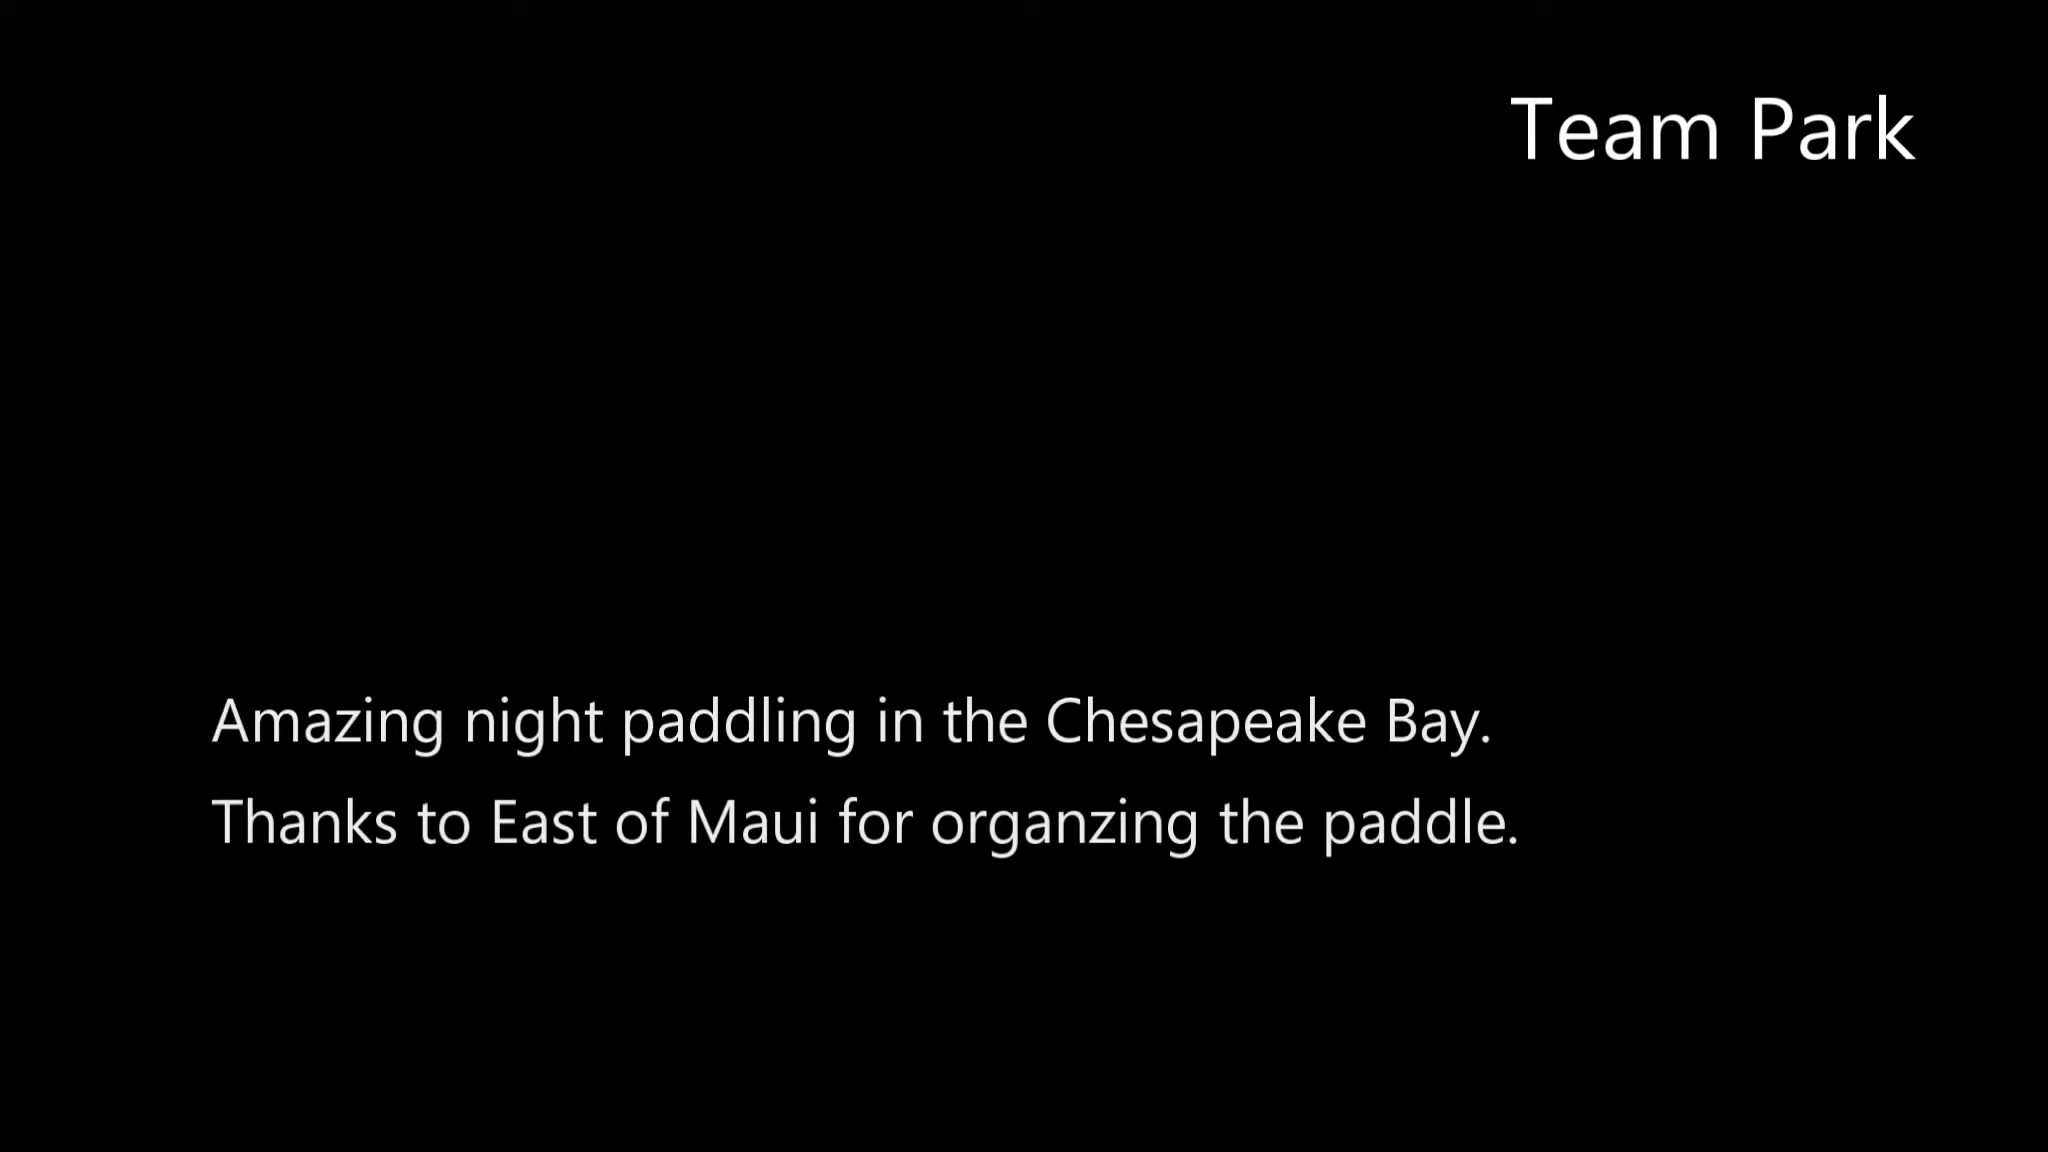 Team Park
Amazing night paddling in the Chesapeake Bay.
Thanks to East of Maui for organzing the paddle.